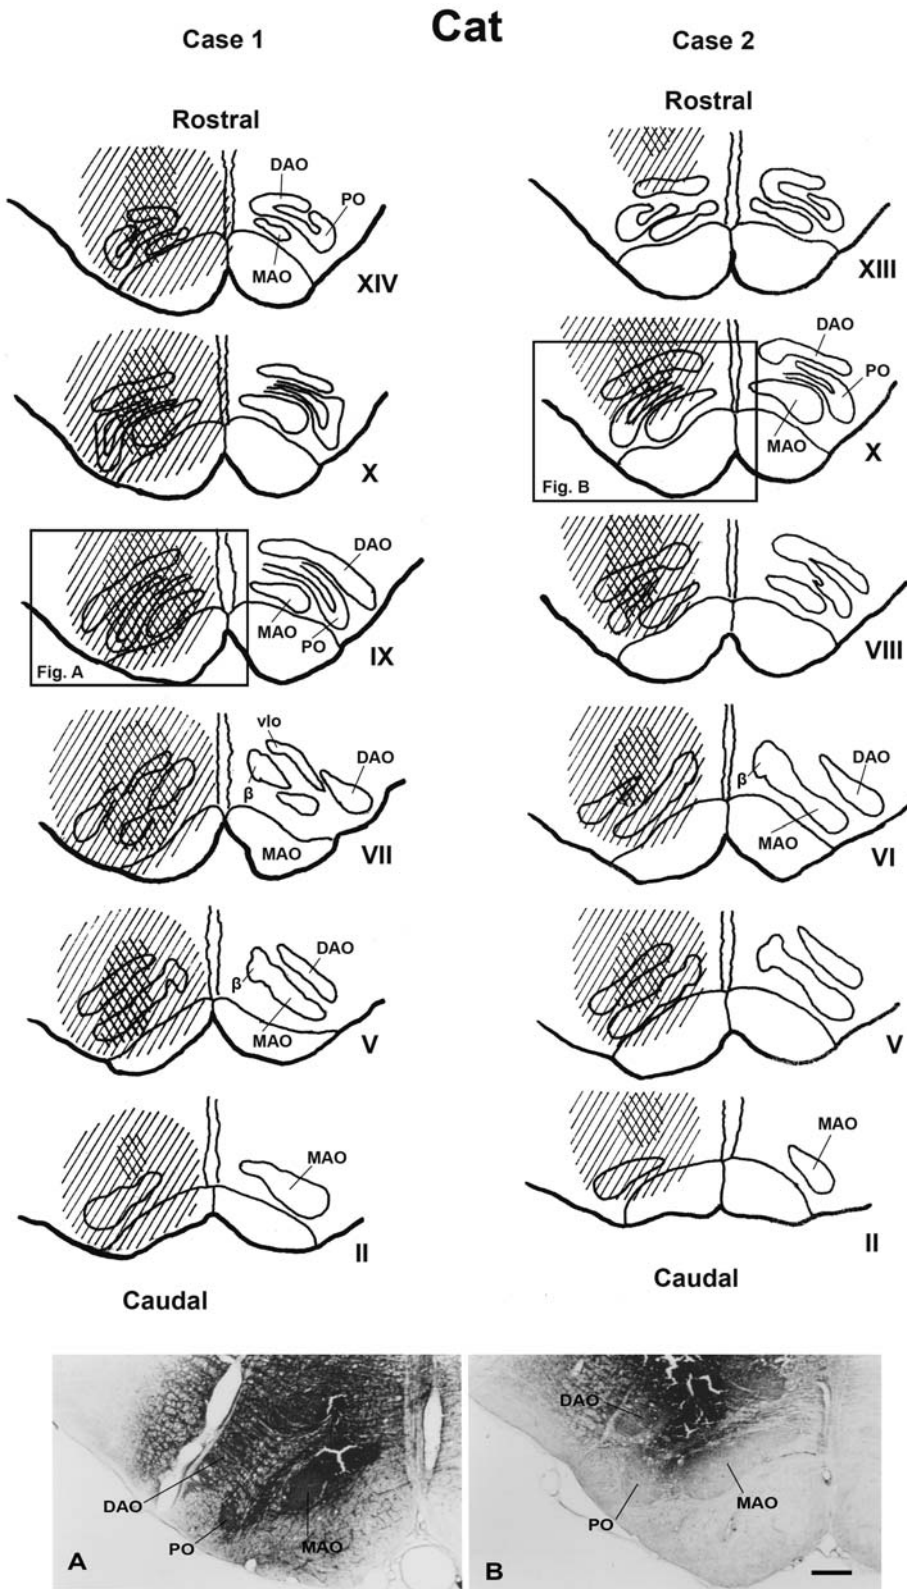 Cat
Case 1
Case 2
Rostral
DAO
PO
MAO
XIV
X
DAO
MAO
PO
IX
Fig. A
vlo
DAO
β
MAO
VII
DAO
β
MAO
V
MAO
II
Caudal
Rostral
XIII
DAO
PO
MAO
X
Fig. B
VIII
β
DAO
MAO
VI
V
MAO
II
Caudal
DAO
PO
MAO
A
DAO
MAO
PO
B